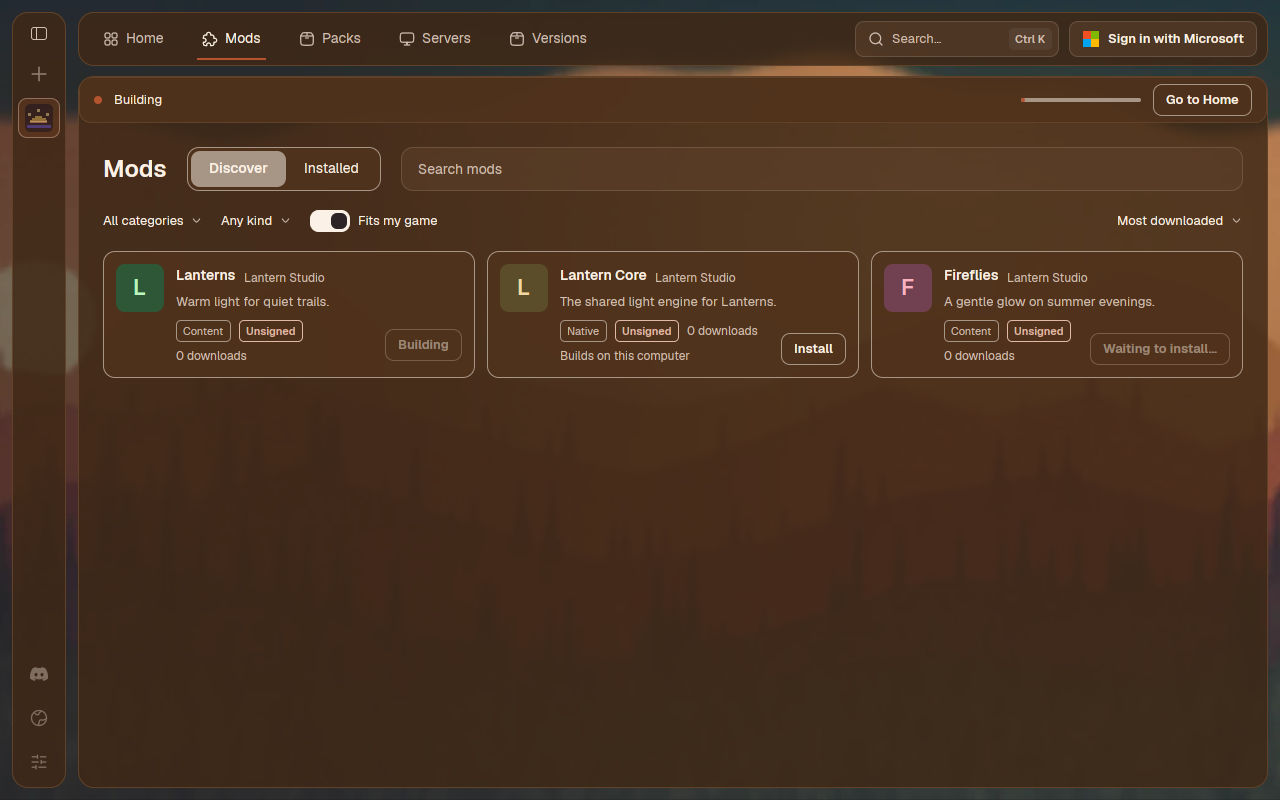 Home
Mods
Packs
Servers
Versions
Search...
Ctrl K
Sign in with Microsoft
Building
Go to Home
Mods
Discover
Installed
Search mods
All categories
Any kind
Fits my game
Most downloaded
L
Lanterns Lantern Studio
Warm light for quiet trails.
Content Unsigned
0 downloads
Building
L
Lantern Core Lantern Studio
The shared light engine for Lanterns.
Native Unsigned 0 downloads
Builds on this computer
Install
F
Fireflies Lantern Studio
A gentle glow on summer evenings.
Content Unsigned
0 downloads
Waiting to install...